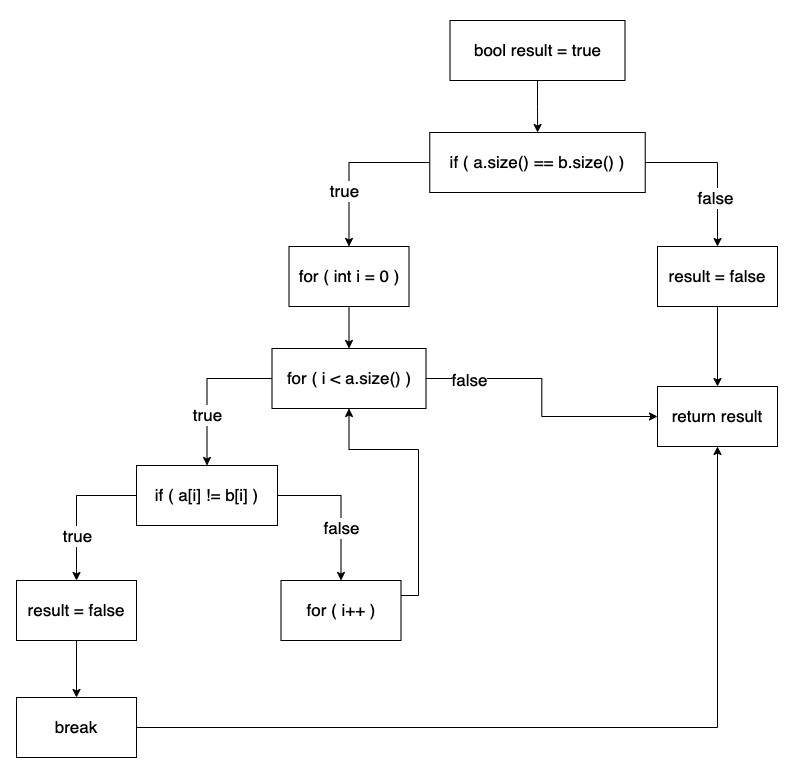 bool result = true
if ( a.size() == b.size() )
true
false
for ( int i = 0 )
result = false
for ( i < a.size() )
false
return result
true
if ( a[i] != b[i] )
true
false
result = false
for ( i++ )
break